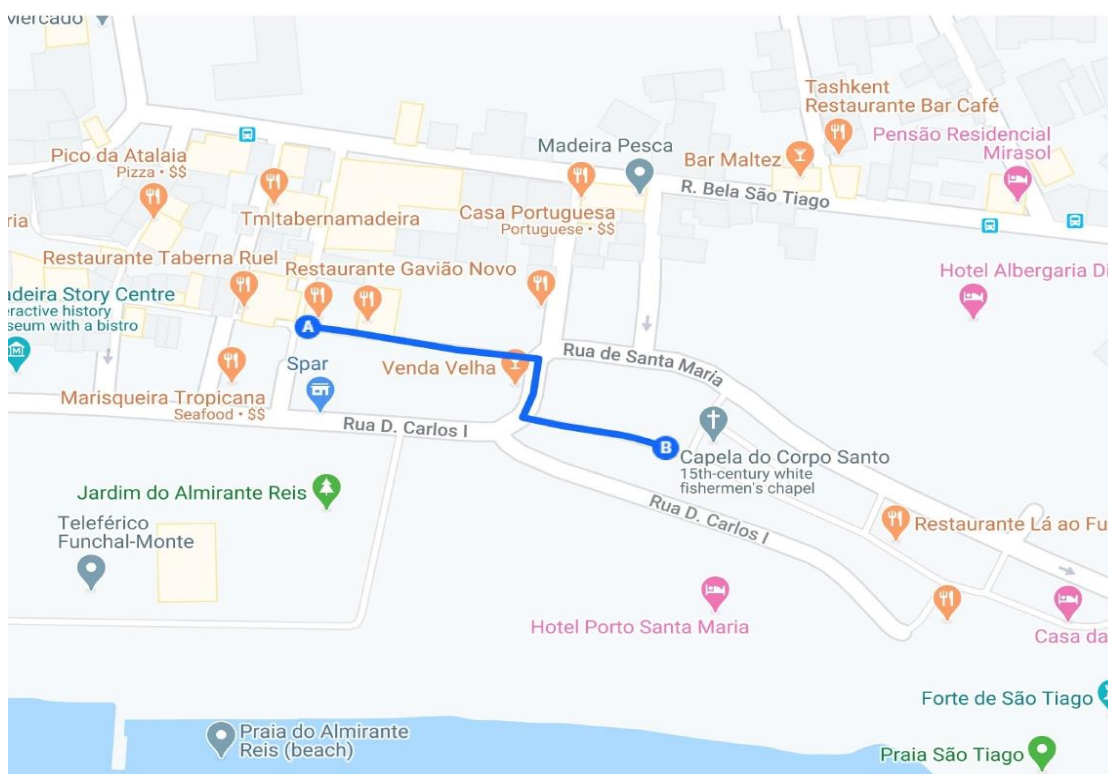 Mercado
Tashkent
Restaurante Bar Café
Pensão Residencial
Mirasol
Madeira Pesca
Bar Maltez
Pico da Atalaia
Pizza • $$
R. Bela São Tiago
Tm|tabernamadeira
Casa Portuguesa
Portuguese • $$
ria
Restaurante Taberna Ruel
Restaurante Gavião Novo
Hotel Albergaria Di
adeira Story Centre
eractive history
seum with a bistro
A
Rua de Santa Maria
Spar
Venda Velha
Marisqueira Tropicana
Seafood • $$
Rua D. Carlos I
B
Capela do Corpo Santo
15th-century white
fishermen's chapel
Jardim do Almirante Reis
Rua D. Carlos I
Teleférico
Funchal-Monte
Restaurante Lá ao Fu
Hotel Porto Santa Maria
Casa da
Forte de São Tiago
Praia do Almirante
Reis (beach)
Praia São Tiago